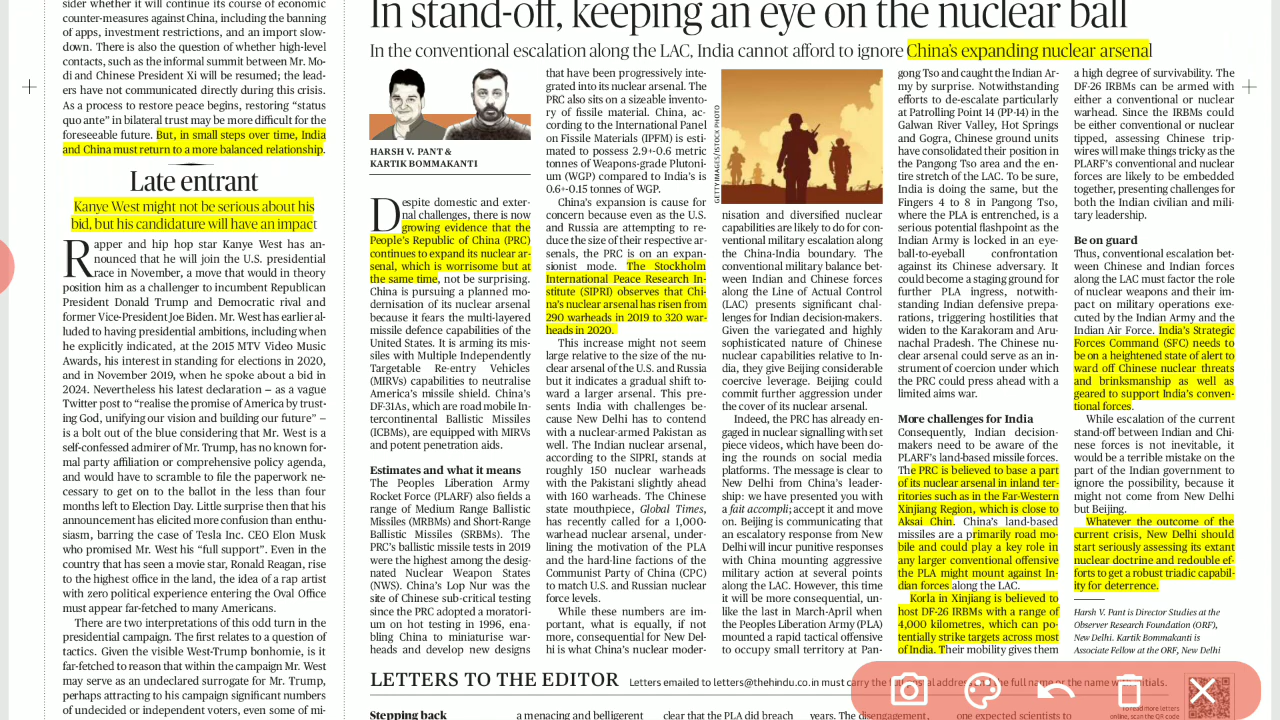 sider whether it will continue its course of economic
counter-measures against China, including the banning
of apps, investment restrictions, and an import slow-
down. There is also the question of whether high-level
contacts, such as the informal summit between Mr. Mo-
di and Chinese President Xi will be resumed; the lead-
ers have not communicated directly during this crisis.
As a process to restore peace begins, restoring “status
quo ante” in bilateral trust may be more difficult for the
foreseeable future. But, in small steps over time, India
and China must return to a more balanced relationship.
Late entrant
Kanye West might not be serious about his
bid, but his candidature will have an impact
Rapper and hip hop star Kanye West has an-
nounced that he will join the U.S. presidential
race in November, a move that would in theory
position him as a challenger to incumbent Republican
President Donald Trump and Democratic rival and
former Vice-President Joe Biden. Mr. West has earlier al-
luded to having presidential ambitions, including when
he explicitly indicated, at the 2015 MTV Video Music
Awards, his interest in standing for elections in 2020,
and in November 2019, when he spoke about a bid in
2024. Nevertheless his latest declaration – as a vague
Twitter post to “realise the promise of America by trust-
ing God, unifying our vision and building our future” –
is a bolt out of the blue considering that Mr. West is a
self-confessed admirer of Mr. Trump, has no known for-
mal party affiliation or comprehensive policy agenda,
and would have to scramble to file the paperwork ne-
cessary to get on to the ballot in the less than four
months left to Election Day. Little surprise then that his
announcement has elicited more confusion than enthu-
siasm, barring the case of Tesla Inc. CEO Elon Musk
who promised Mr. West his “full support”. Even in the
country that has seen a movie star, Ronald Reagan, rise
to the highest office in the land, the idea of a rap artist
with zero political experience entering the Oval Office
must appear far-fetched to many Americans.
There are two interpretations of this odd turn in the
presidential campaign. The first relates to a question of
tactics. Given the visible West-Trump bonhomie, is it
far-fetched to reason that within the campaign Mr. West
may serve as an undeclared surrogate for Mr. Trump,
perhaps attracting to his campaign significant numbers
of undecided or independent voters, even some of mi-
In stand-off, keeping an eye on the nuclear ball
In the conventional escalation along the LAC, India cannot afford to ignore China’s expanding nuclear arsenal
HARSH V. PANT &
KARTIK BOMMAKANTI
Despite domestic and exter-
nal challenges, there is now
growing evidence that the
People’s Republic of China (PRC)
continues to expand its nuclear ar-
senal, which is worrisome but at
the same time, not be surprising.
China is pursuing a planned mo-
dernisation of its nuclear arsenal
because it fears the multi-layered
missile defence capabilities of the
United States. It is arming its mis-
siles with Multiple Independently
Targetable Re-entry Vehicles
(MIRVs) capabilities to neutralise
America’s missile shield. China’s
DF-31As, which are road mobile In-
tercontinental Ballistic Missiles
(ICBMs), are equipped with MIRVs
and potent penetration aids.
Estimates and what it means
The Peoples Liberation Army
Rocket Force (PLARF) also fields a
range of Medium Range Ballistic
Missiles (MRBMs) and Short-Range
Ballistic Missiles (SRBMs). The
PRC’s ballistic missile tests in 2019
were the highest among the desig-
nated Nuclear Weapon States
(NWS). China’s Lop Nur was the
site of Chinese sub-critical testing
since the PRC adopted a moratori-
um on hot testing in 1996, ena-
bling China to miniaturise war-
heads and develop new designs
that have been progressively inte-
grated into its nuclear arsenal. The
PRC also sits on a sizeable invento-
ry of fissile material. China, ac-
cording to the International Panel
on Fissile Materials (IPFM) is esti-
mated to possess 2.9+-0.6 metric
tonnes of Weapons-grade Plutoni-
um (WGP) compared to India’s is
0.6+-0.15 tonnes of WGP.
China’s expansion is cause for
concern because even as the U.S.
and Russia are attempting to re-
duce the size of their respective ar-
senals, the PRC is on an expan-
sionist mode. The Stockholm
International Peace Research In-
stitute (SIPRI) observes that Chi-
na’s nuclear arsenal has risen from
290 warheads in 2019 to 320 war-
heads in 2020.
This increase might not seem
large relative to the size of the nu-
clear arsenal of the U.S. and Russia
but it indicates a gradual shift to-
ward a larger arsenal. This pre-
sents India with challenges be-
cause New Delhi has to contend
with a nuclear-armed Pakistan as
well. The Indian nuclear arsenal,
according to the SIPRI, stands at
roughly 150 nuclear warheads
with the Pakistani slightly ahead
with 160 warheads. The Chinese
state mouthpiece, Global Times,
has recently called for a 1,000-
warhead nuclear arsenal, under-
lining the motivation of the PLA
and the hard-line factions of the
Communist Party of China (CPC)
to match U.S. and Russian nuclear
force levels.
While these numbers are im-
portant, what is equally, if not
more, consequential for New Del-
hi is what China’s nuclear moder-
GETTY IMAGES/ISTOCK PHOTO
nisation and diversified nuclear
capabilities are likely to do for con-
ventional military escalation along
the China-India boundary. The
conventional military balance bet-
ween Indian and Chinese forces
along the Line of Actual Control
(LAC) presents significant chal-
lenges for Indian decision-makers.
Given the variegated and highly
sophisticated nature of Chinese
nuclear capabilities relative to In-
dia, they give Beijing considerable
coercive leverage. Beijing could
commit further aggression under
the cover of its nuclear arsenal.
Indeed, the PRC has already en-
gaged in nuclear signalling with set
piece videos, which have been do-
ing the rounds on social media
platforms. The message is clear to
New Delhi from China’s leader-
ship: we have presented you with
a fait accompli; accept it and move
on. Beijing is communicating that
an escalatory response from New
Delhi will incur punitive responses
with China mounting aggressive
military action at several points
along the LAC. However, this time
it will be more consequential, un-
like the last in March-April when
the Peoples Liberation Army (PLA)
mounted a rapid tactical offensive
to occupy small territory at Pan-
gong Tso and caught the Indian Ar-
my by surprise. Notwithstanding
efforts to de-escalate particularly
at Patrolling Point 14 (PP-14) in the
Galwan River Valley, Hot Springs
and Gogra, Chinese ground units
have consolidated their position in
the Pangong Tso area and the en-
tire stretch of the LAC. To be sure,
India is doing the same, but the
Fingers 4 to 8 in Pangong Tso,
where the PLA is entrenched, is a
serious potential flashpoint as the
Indian Army is locked in an eye-
ball-to-eyeball confrontation
against its Chinese adversary. It
could become a staging ground for
further PLA ingress, notwith-
standing Indian defensive prepa-
rations, triggering hostilities that
widen to the Karakoram and Aru-
nachal Pradesh. The Chinese nu-
clear arsenal could serve as an in-
strument of coercion under which
the PRC could press ahead with a
limited aims war.
More challenges for India
Consequently, Indian decision-
makers need to be aware of the
PLARF’s land-based missile forces.
The PRC is believed to base a part
of its nuclear arsenal in inland ter-
ritories such as in the Far-Western
Xinjiang Region, which is close to
Aksai Chin. China’s land-based
missiles are a primarily road mo-
bile and could play a key role in
any larger conventional offensive
the PLA might mount against In-
dian forces along the LAC.
Korla in Xinjiang is believed to
host DF-26 IRBMs with a range of
4,000 kilometres, which can po-
tentially strike targets across most
of India. Their mobility gives them
a high degree of survivability. The
DF-26 IRBMs can be armed with
either a conventional or nuclear
warhead. Since the IRBMs could
be either conventional or nuclear
tipped, assessing Chinese trip-
wires will make things tricky as the
PLARF’s conventional and nuclear
forces are likely to be embedded
together, presenting challenges for
both the Indian civilian and mili-
tary leadership.
Be on guard
Thus, conventional escalation bet-
ween Chinese and Indian forces
along the LAC must factor the role
of nuclear weapons and their im-
pact on military operations exe-
cuted by the Indian Army and the
Indian Air Force. India’s Strategic
Forces Command (SFC) needs to
be on a heightened state of alert to
ward off Chinese nuclear threats
and brinkmanship as well as
geared to support India’s conven-
tional forces.
While escalation of the current
stand-off between Indian and Chi-
nese forces is not inevitable, it
would be a terrible mistake on the
part of the Indian government to
ignore the possibility, because it
might not come from New Delhi
but Beijing.
Whatever the outcome of the
current crisis, New Delhi should
start seriously assessing its extant
nuclear doctrine and redouble ef-
forts to get a robust triadic capabil-
ity for deterrence.
Harsh V. Pant is Director Studies at the
Observer Research Foundation (ORF),
New Delhi. Kartik Bommakanti is
Associate Fellow at the ORF, New Delhi
LETTERS TO THE EDITOR Letters emailed to letters@thehindu.co.in must carry the full postal address and the full name or the name with initials.
To read more letters
online, scan the QR code
Stepping back
a menacing and belligerent
clear that the PLA did breach
years. The disengagement,
one expected scientists to